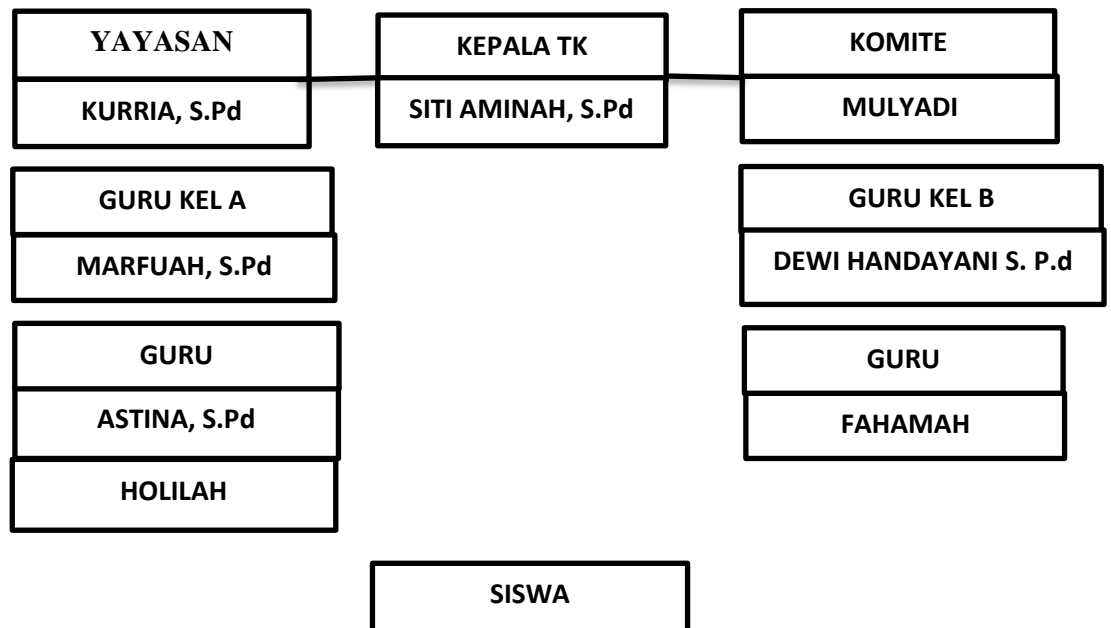 YAYASAN
KURRIA, S.Pd
KEPALA TK
SITI AMINAH, S.Pd
KOMITE
MULYADI
GURU KEL A
MARFUAH, S.Pd
GURU KEL B
DEWI HANDAYANI S. P.d
GURU
ASTINA, S.Pd
HOLILAH
GURU
FAHAMAH
SISWA